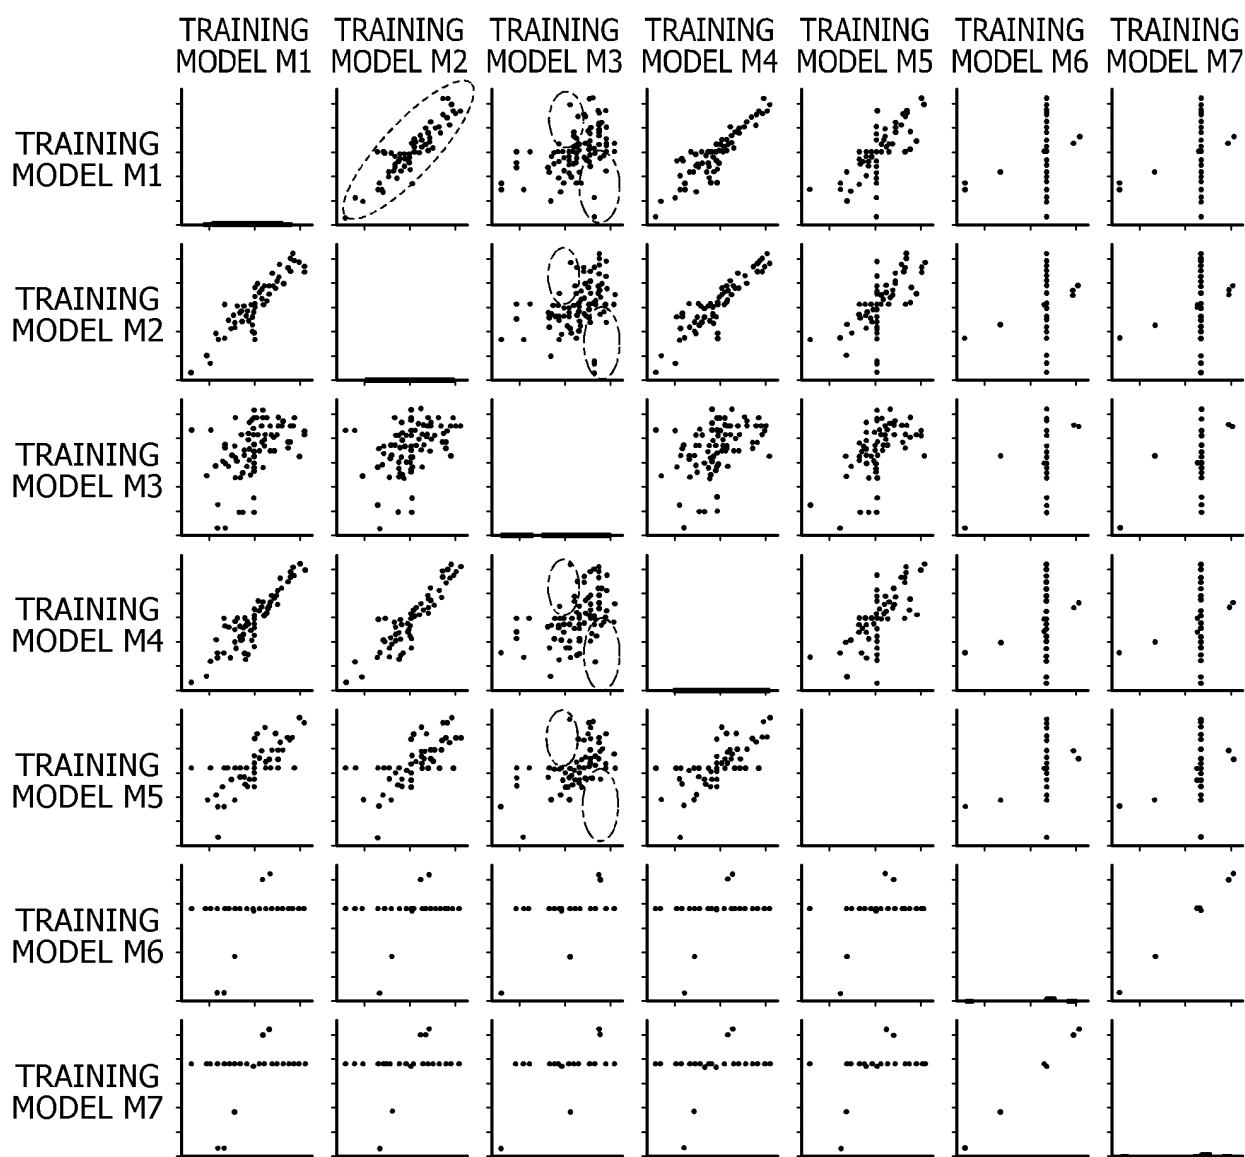 TRAINING TRAINING TRAINING TRAINING TRAINING TRAINING TRAINING
MODEL M1 MODEL M2 MODEL M3 MODEL M4 MODEL M5 MODEL M6 MODEL M7
TRAINING
MODEL M1
TRAINING
MODEL M2
TRAINING
MODEL M3
TRAINING
MODEL M4
TRAINING
MODEL M5
TRAINING
MODEL M6
TRAINING
MODEL M7